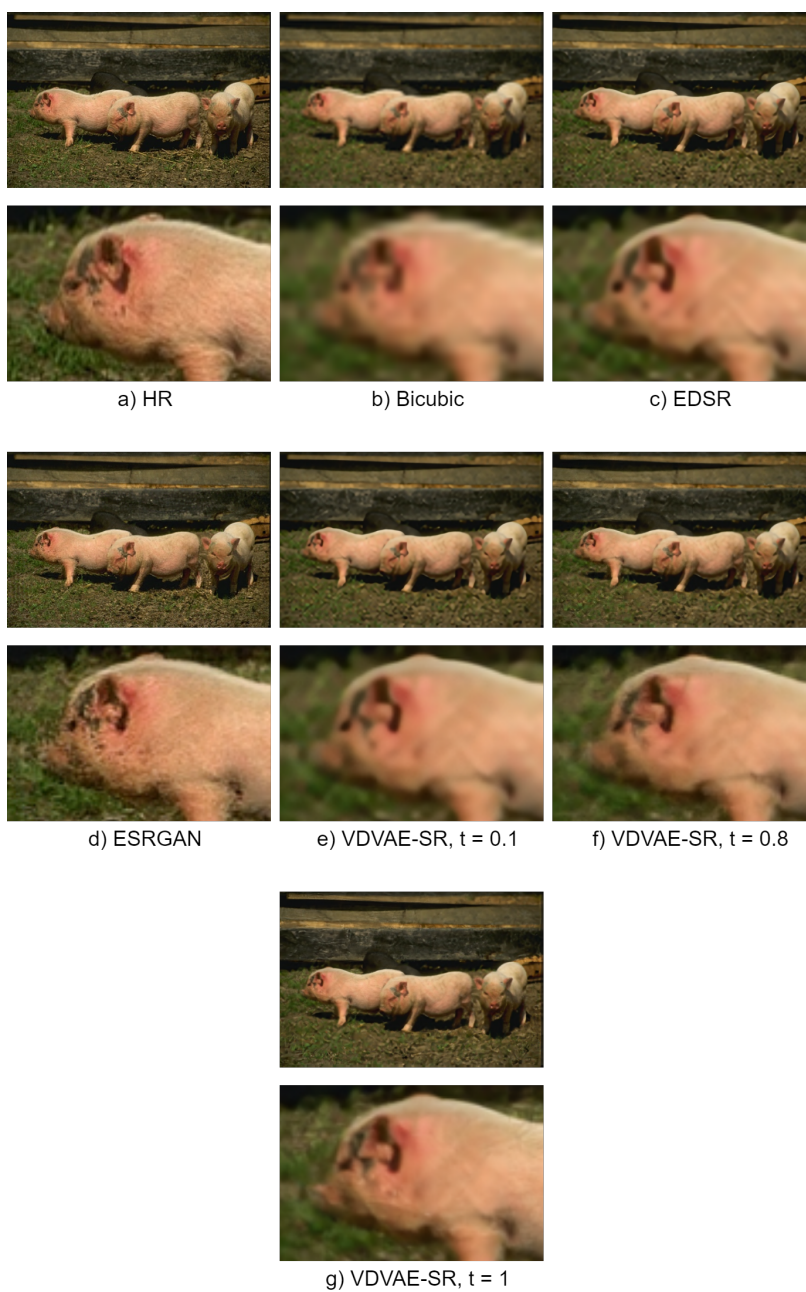 a) HR
b) Bicubic
c) EDSR
d) ESRGAN
e) VDVAE-SR, t = 0.1
f) VDVAE-SR, t = 0.8
g) VDVAE-SR, t = 1